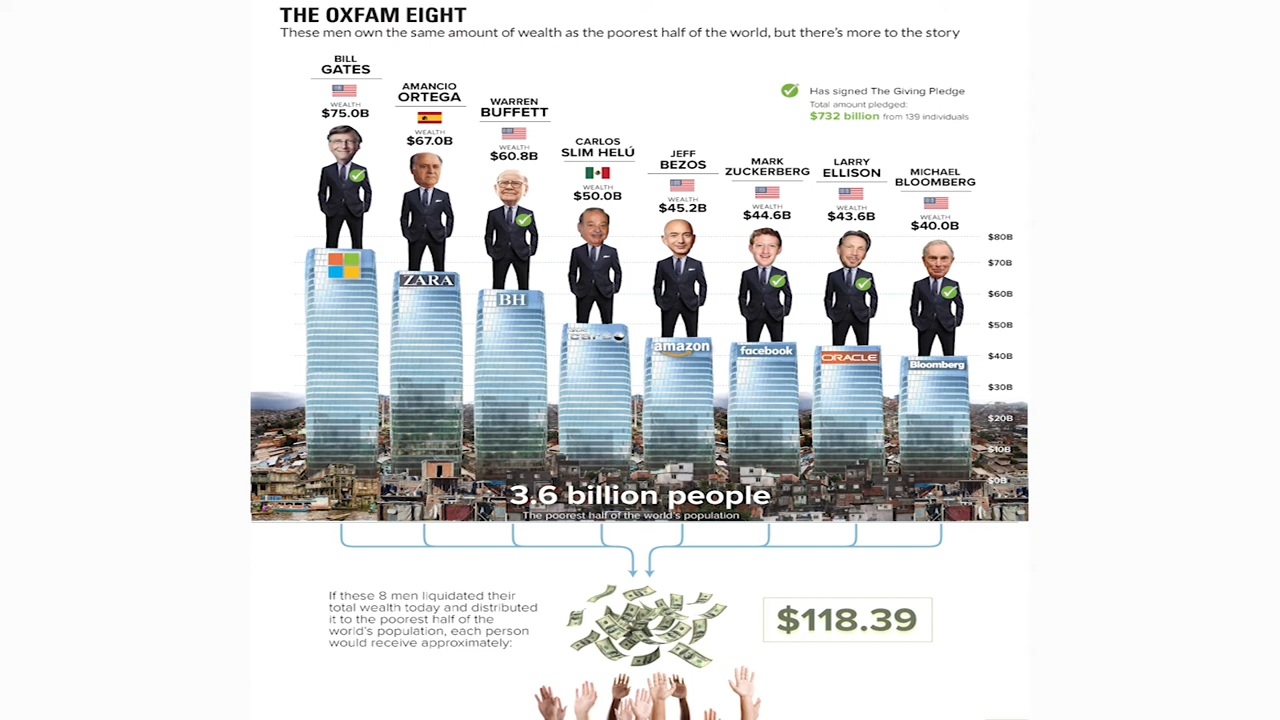 THE OXFAM EIGHT
These men own the same amount of wealth as the poorest half of the world, but there's more to the story
BILL
GATES
WEALTH
$75.0B
AMANCIO
ORTEGA
WEALTH
$67.0B
WARREN
BUFFETT
WEALTH
$60.8B
CARLOS
SLIM HELÚ
WEALTH
$50.0B
JEFF
BEZOS
WEALTH
$45.2B
MARK
ZUCKERBERG
WEALTH
$44.6B
LARRY
ELLISON
WEALTH
$43.6B
MICHAEL
BLOOMBERG
WEALTH
$40.0B
Has signed The Giving Pledge
Total amount pledged:
$732 billion from 139 individuals
ZARA
BH
amazon
facebook
ORACLE
Bloomberg
$80B
$70B
$60B
$50B
$40B
$30B
$20B
$10B
$0B
3.6 billion people
The poorest half of the world's population
If these 8 men liquidated their
total wealth today and distributed
it to the poorest half of the
world's population, each person
would receive approximately:
$118.39